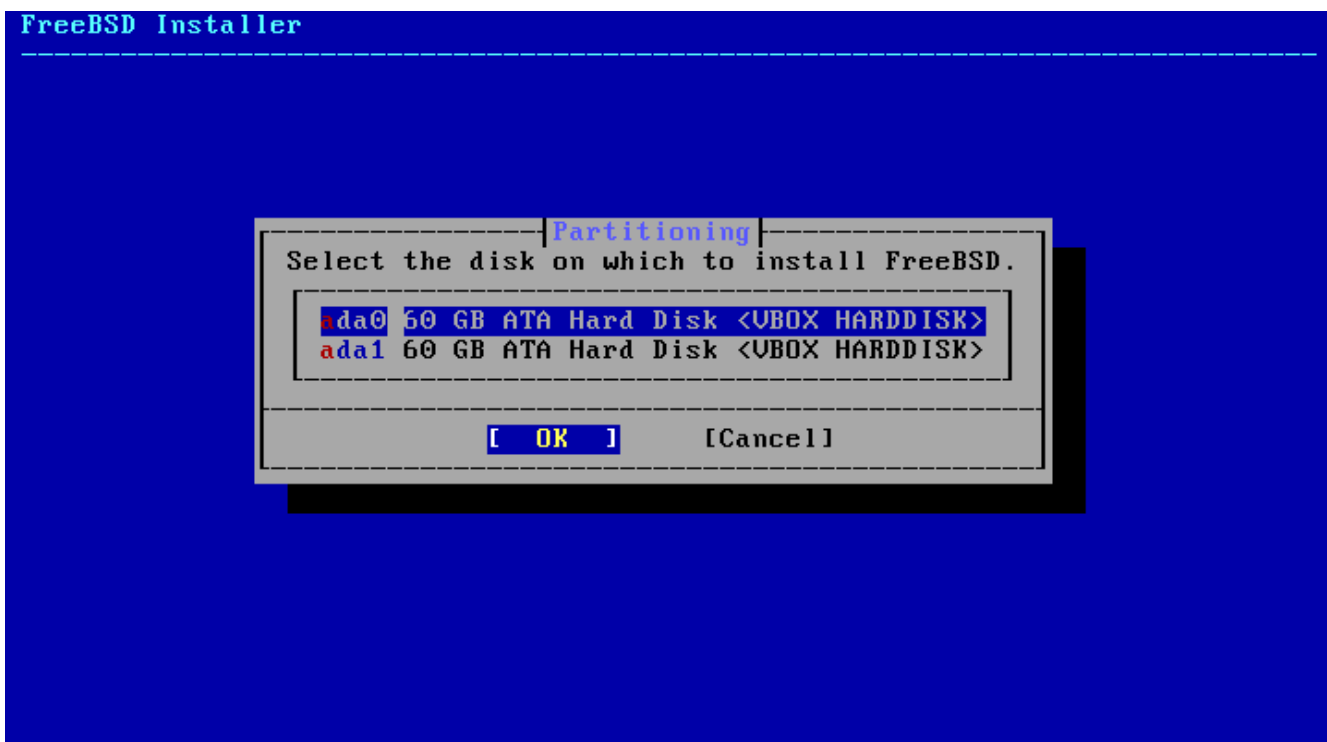 FreeBSD Installer
Partitioning
Select the disk on which to install FreeBSD.
ada0 60 GB ATA Hard Disk <VBOX HARDDISK>
ada1 60 GB ATA Hard Disk <VBOX HARDDISK>
[ OK ] [Cancel]